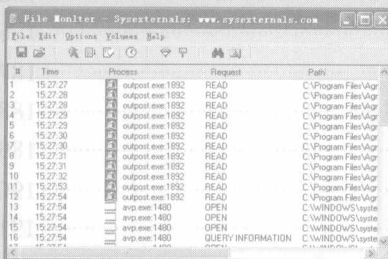 File Monitor - Sysinternals: www.sysinternals.com
File Edit Options Volumes Help
# Time Process Request Path
1 15:27:27 outpost.exe:1892 READ C:\Program Files\Agr
2 15:27:28 outpost.exe:1892 READ C:\Program Files\Agr
3 15:27:28 outpost.exe:1892 READ C:\Program Files\Agr
4 15:27:29 outpost.exe:1892 READ C:\Program Files\Agr
5 15:27:29 outpost.exe:1892 READ C:\Program Files\Agr
6 15:27:30 outpost.exe:1892 READ C:\Program Files\Agr
7 15:27:30 outpost.exe:1892 READ C:\Program Files\Agr
8 15:27:31 outpost.exe:1892 READ C:\Program Files\Agr
9 15:27:31 outpost.exe:1892 READ C:\Program Files\Agr
10 15:27:32 outpost.exe:1892 READ C:\Program Files\Agr
11 15:27:53 outpost.exe:1892 READ C:\Program Files\Agr
12 15:27:54 outpost.exe:1892 READ C:\Program Files\Agr
13 15:27:54 avp.exe:1480 OPEN C:\WINDOWS\syste
14 15:27:54 avp.exe:1480 OPEN C:\WINDOWS\syste
15 15:27:54 avp.exe:1480 OPEN C:\WINDOWS\syste
16 15:27:54 avp.exe:1480 QUERY INFORMATION C:\WINDOWS\syste